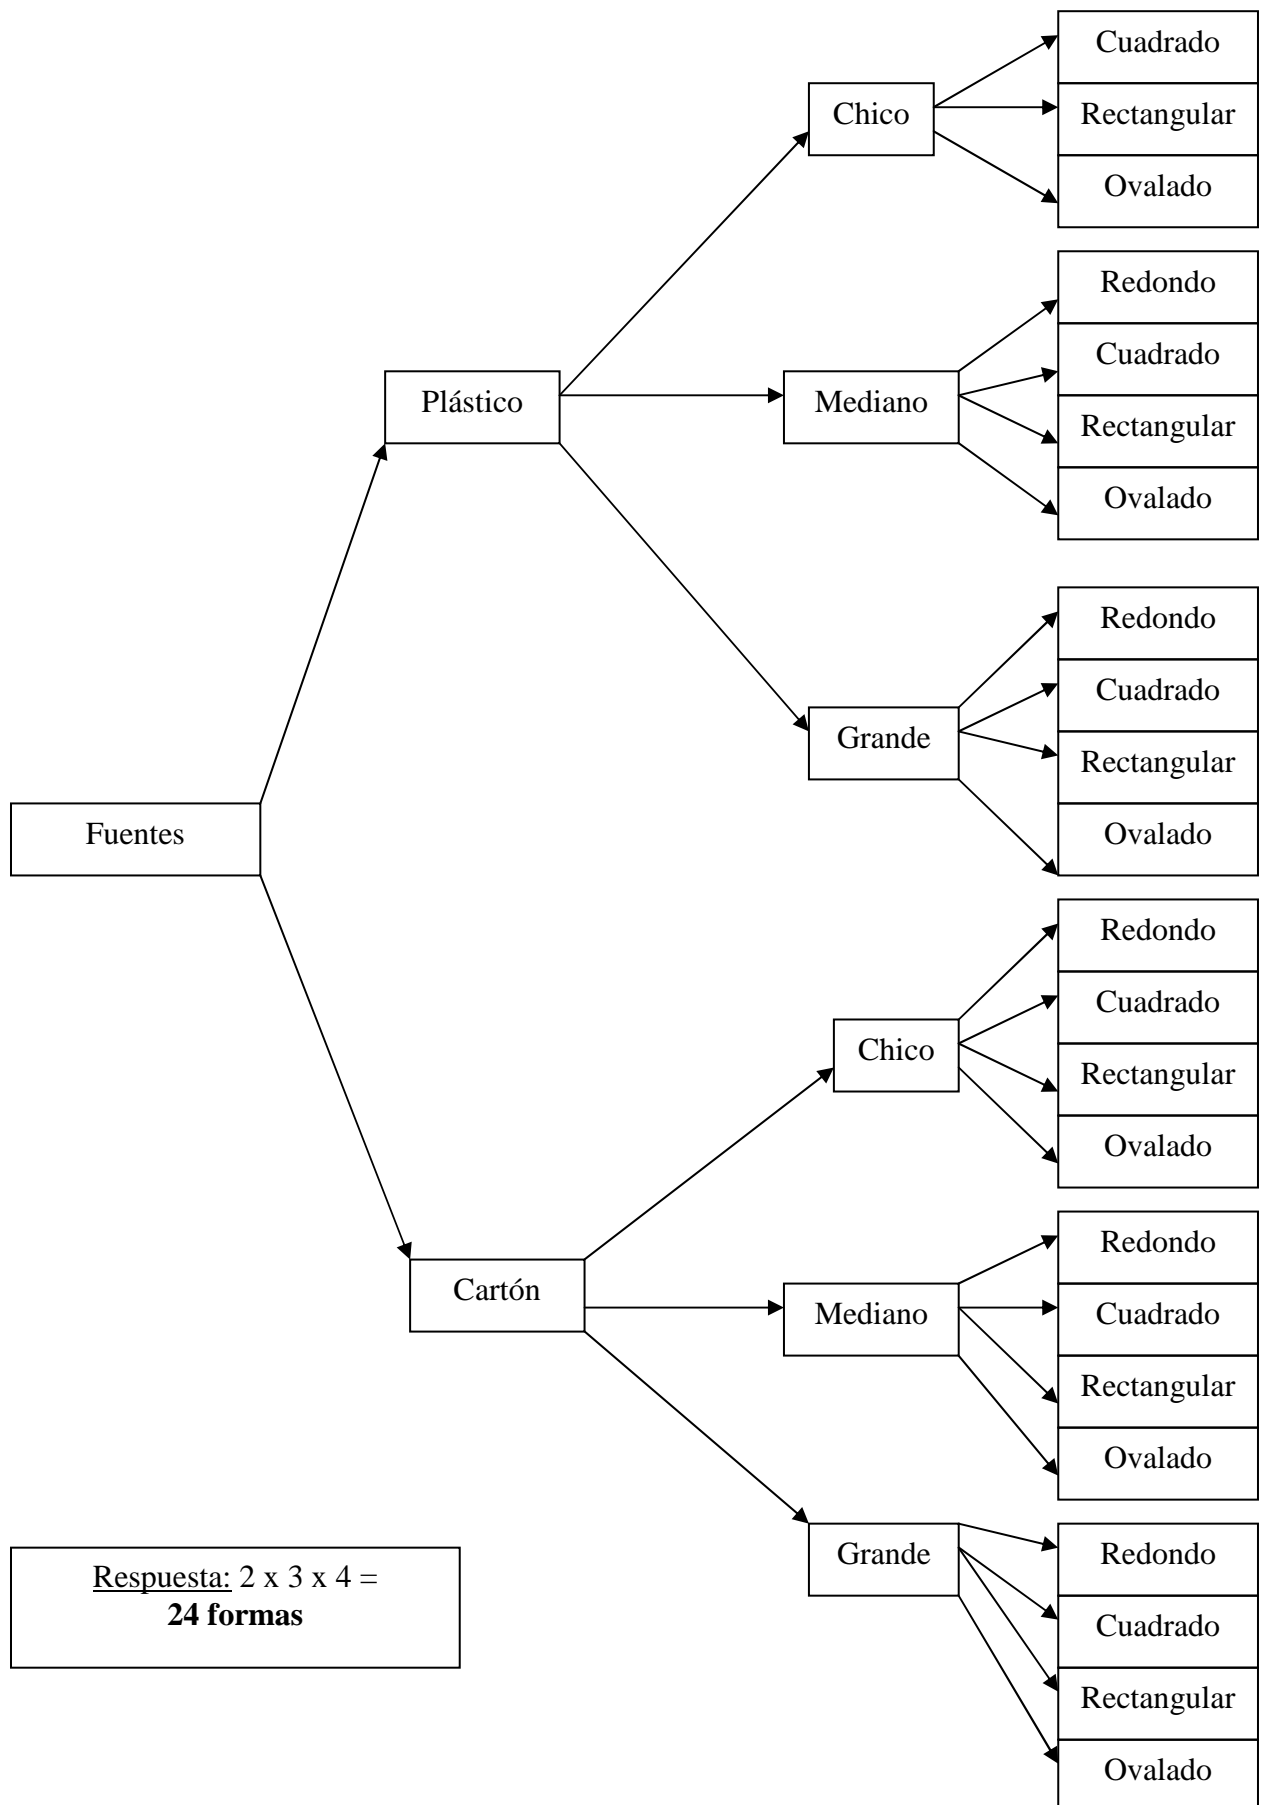 Cuadrado
Chico
Rectangular
Ovalado
Redondo
Cuadrado
Plástico
Mediano
Rectangular
Ovalado
Redondo
Cuadrado
Grande
Rectangular
Fuentes
Ovalado
Redondo
Cuadrado
Chico
Rectangular
Ovalado
Redondo
Cartón
Mediano
Cuadrado
Rectangular
Ovalado
Grande
Redondo
Respuesta: 2 x 3 x 4 =
24 formas
Cuadrado
Rectangular
Ovalado